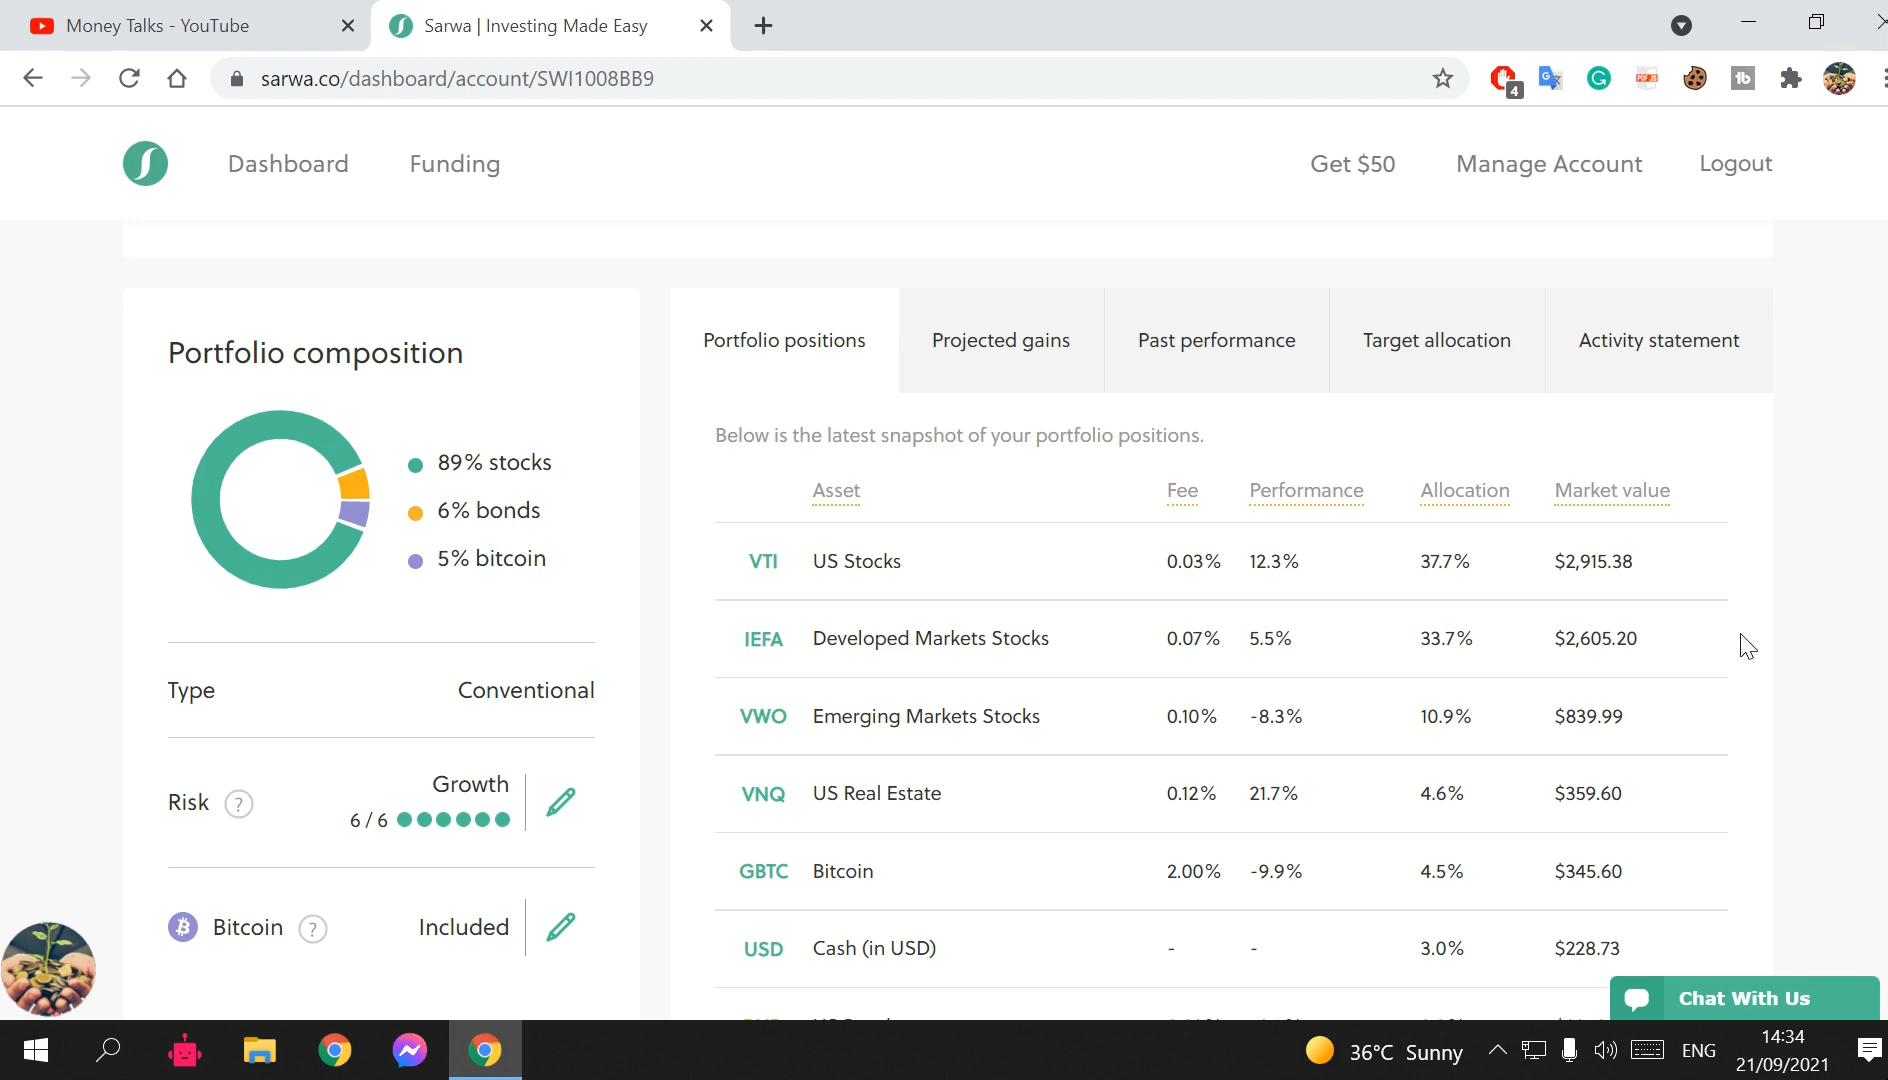 Money Talks - YouTube
Sarwa | Investing Made Easy
sarwa.co/dashboard/account/SWI1008BB9
4
Dashboard
Funding
Get $50
Manage Account
Logout
Portfolio composition
89% stocks
6% bonds
5% bitcoin
Type
Conventional
Risk ?
Growth
6 / 6
Bitcoin ?
Included
Portfolio positions
Projected gains
Past performance
Target allocation
Activity statement
Below is the latest snapshot of your portfolio positions.
Asset Fee Performance Allocation Market value
VTI US Stocks 0.03% 12.3% 37.7% $2,915.38
IEFA Developed Markets Stocks 0.07% 5.5% 33.7% $2,605.20
VWO Emerging Markets Stocks 0.10% -8.3% 10.9% $839.99
VNQ US Real Estate 0.12% 21.7% 4.6% $359.60
GBTC Bitcoin 2.00% -9.9% 4.5% $345.60
USD Cash (in USD) - - 3.0% $228.73
Chat With Us
36°C Sunny
ENG
14:34
21/09/2021